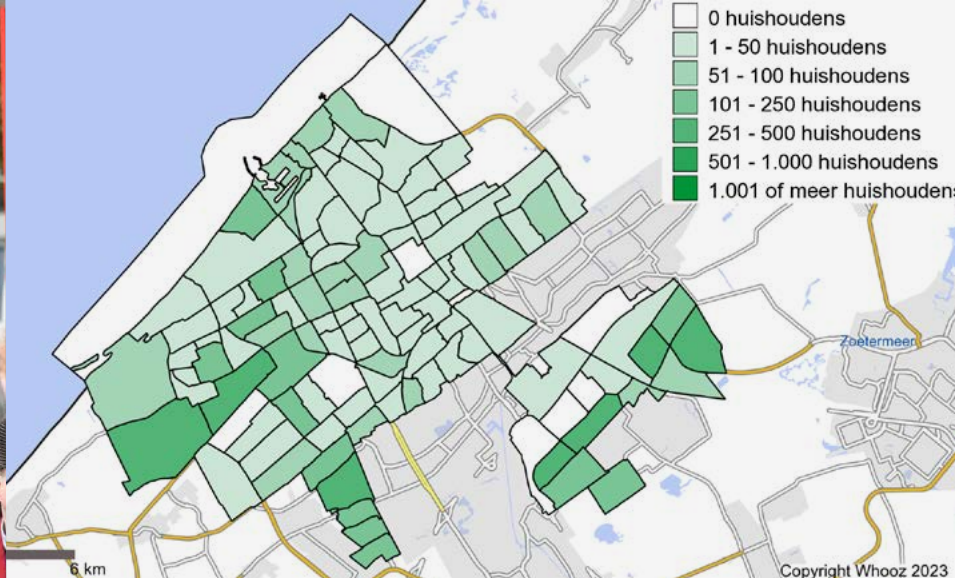 0 huishoudens
1 - 50 huishoudens
51 - 100 huishoudens
101 - 250 huishoudens
251 - 500 huishoudens
501 - 1.000 huishoudens
1.001 of meer huishoudens
Zoetermeer
6 km
Copyright Whooz 2023